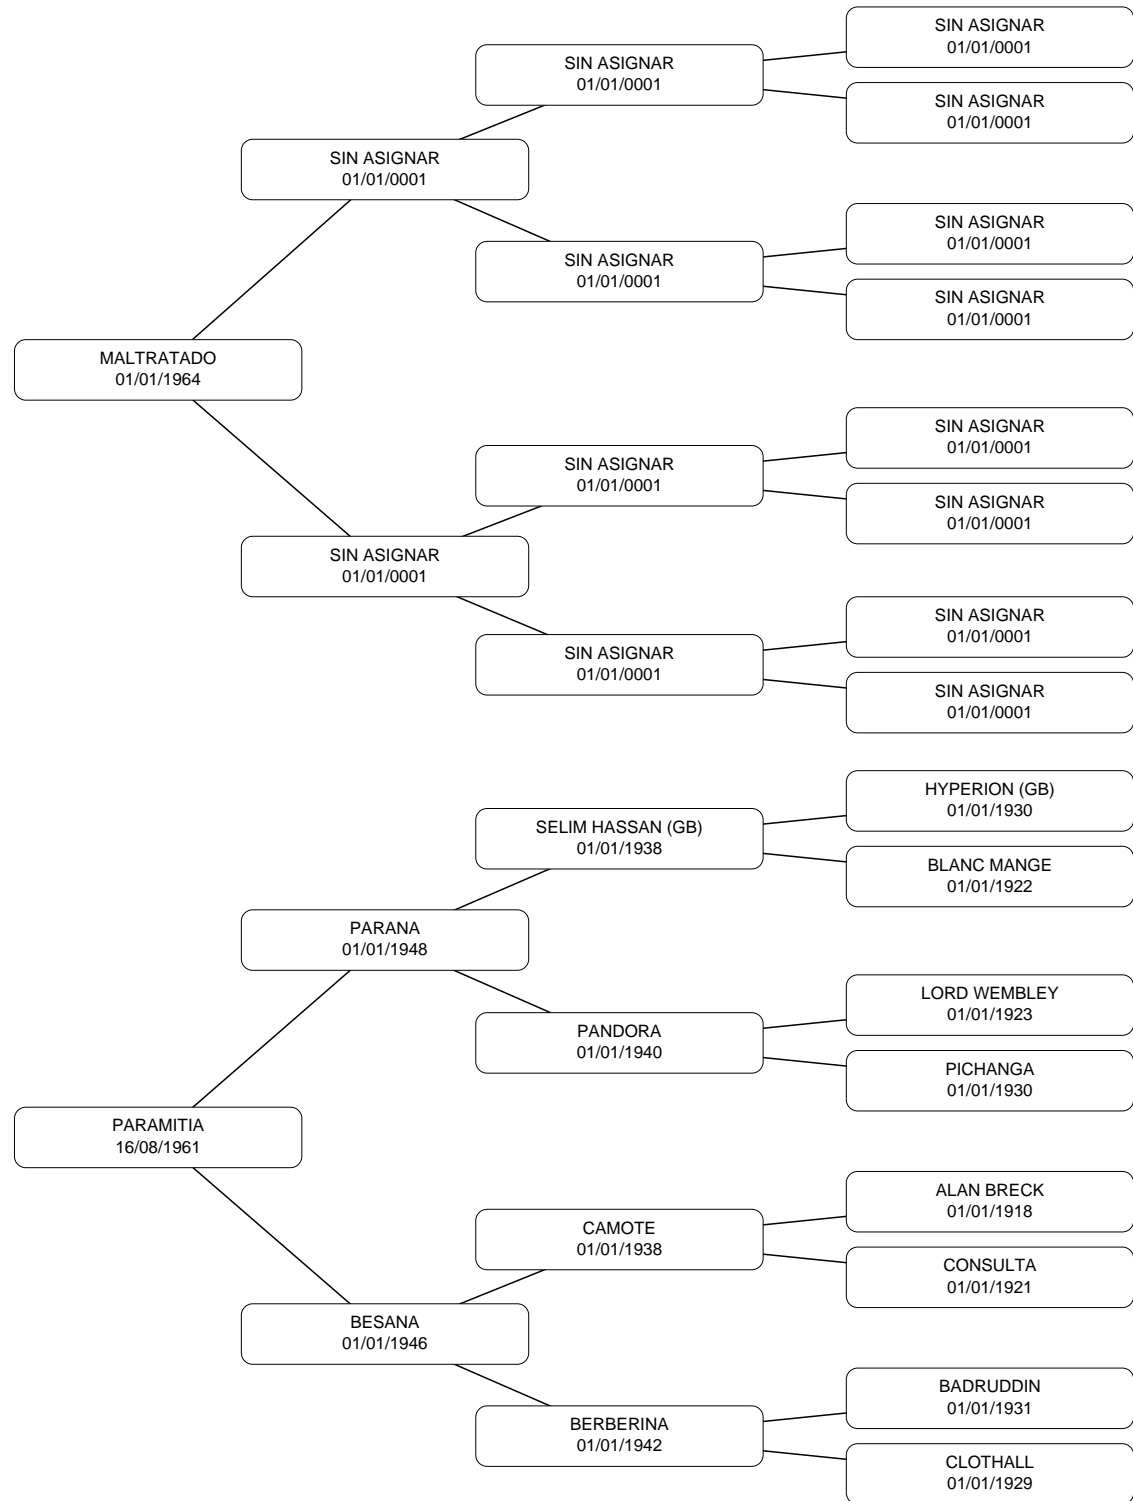 SIN ASIGNAR
01/01/0001
SIN ASIGNAR
01/01/0001
SIN ASIGNAR
01/01/0001
SIN ASIGNAR
01/01/0001
SIN ASIGNAR
01/01/0001
SIN ASIGNAR
01/01/0001
SIN ASIGNAR
01/01/0001
MALTRATADO
01/01/1964
SIN ASIGNAR
01/01/0001
SIN ASIGNAR
01/01/0001
SIN ASIGNAR
01/01/0001
SIN ASIGNAR
01/01/0001
SIN ASIGNAR
01/01/0001
SIN ASIGNAR
01/01/0001
SIN ASIGNAR
01/01/0001
HYPERION (GB)
01/01/1930
SELIM HASSAN (GB)
01/01/1938
BLANC MANGE
01/01/1922
PARANA
01/01/1948
LORD WEMBLEY
01/01/1923
PANDORA
01/01/1940
PICHANGA
01/01/1930
PARAMITIA
16/08/1961
ALAN BRECK
01/01/1918
CAMOTE
01/01/1938
CONSULTA
01/01/1921
BESANA
01/01/1946
BADRUDDIN
01/01/1931
BERBERINA
01/01/1942
CLOTHALL
01/01/1929